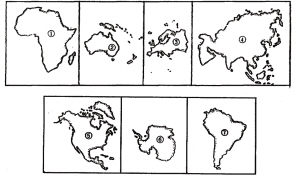 ① ② ③ ④
⑤ ⑥ ⑦